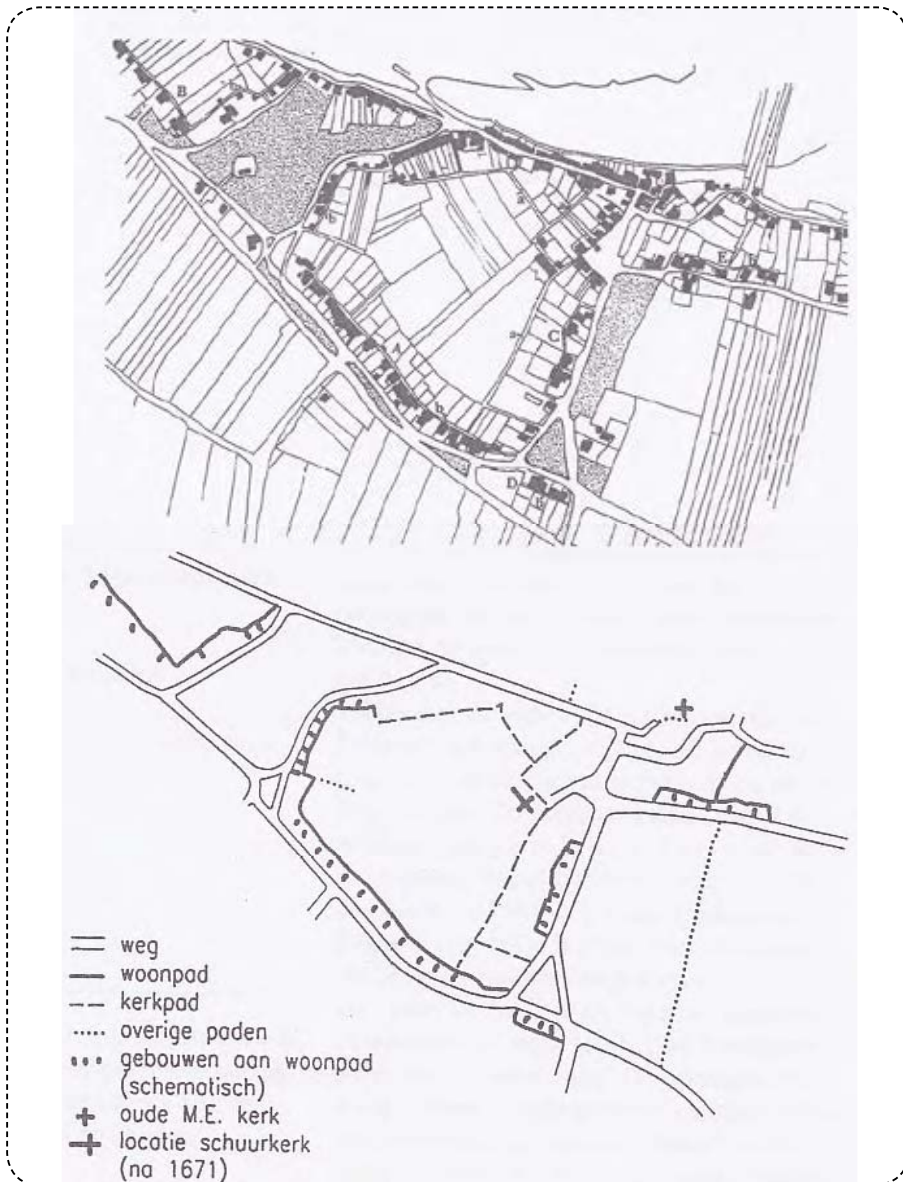 B
b
a
A
b
C
a
E
b
D
b
weg
woonpad
kerkpad
overige paden
gebouwen aan woonpad
(schematisch)
oude M.E. kerk
locatie schuurkerk
(na 1671)